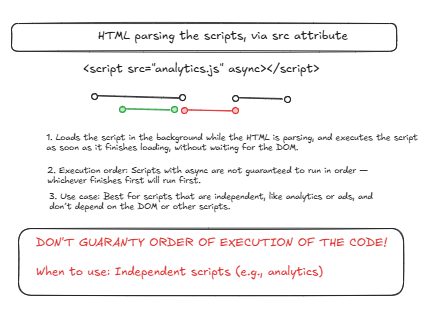 HTML parsing the scripts, via src attribute
<script src="analytics.js" async></script>
1. Loads the script in the background while the HTML is parsing, and executes the script
as soon as it finishes loading, without waiting for the DOM.
2. Execution order: Scripts with async are not guaranteed to run in order —
whichever finishes first will run first.
3. Use case: Best for scripts that are independent, like analytics or ads, and
don't depend on the DOM or other scripts.
DON'T GUARANTY ORDER OF EXECUTION OF THE CODE!
When to use: Independent scripts (e.g., analytics)